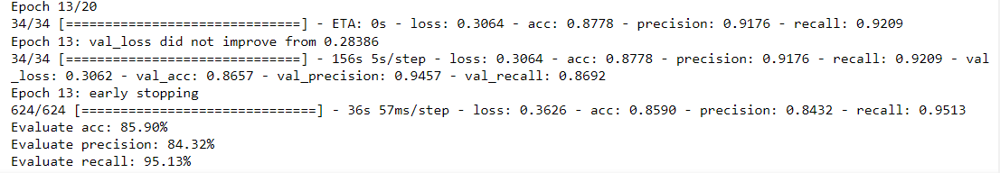 Epoch 13/20
34/34 [==============================] - ETA: 0s - loss: 0.3064 - acc: 0.8778 - precision: 0.9176 - recall: 0.9209
Epoch 13: val_loss did not improve from 0.28386
34/34 [==============================] - 156s 5s/step - loss: 0.3064 - acc: 0.8778 - precision: 0.9176 - recall: 0.9209 - val
_loss: 0.3062 - val_acc: 0.8657 - val_precision: 0.9457 - val_recall: 0.8692
Epoch 13: early stopping
624/624 [==============================] - 36s 57ms/step - loss: 0.3626 - acc: 0.8590 - precision: 0.8432 - recall: 0.9513
Evaluate acc: 85.90%
Evaluate precision: 84.32%
Evaluate recall: 95.13%